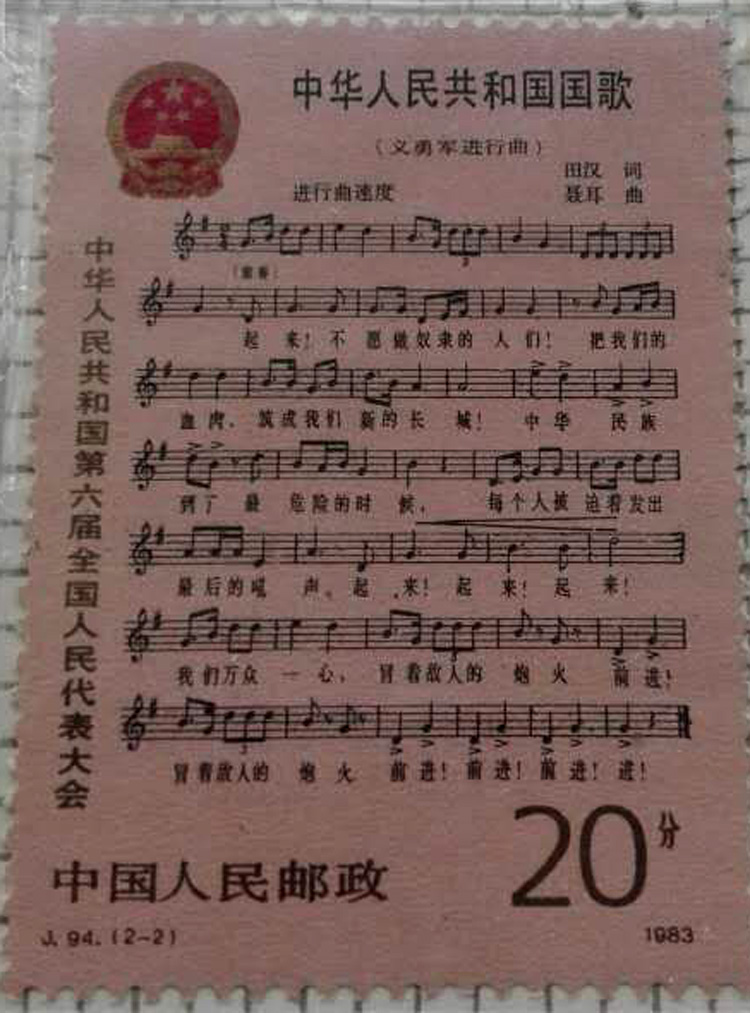 中华人民共和国国歌
（义勇军进行曲）
田汉 词
进行曲速度
聂耳 曲
中华人民共和国第六届全国人民代表大会
3
起 来！不 愿 做 奴 隶 的 人 们！ 把 我 们 的
血 肉，筑 成 我 们 新 的 长 城！ 中 华 民 族
到 了 最 危 险 的 时 候， 每 个 人 被 迫 着 发 出
最 后 的 吼 声。起 来！起 来！起 来！
我 们 万 众 一 心，冒 着 敌 人 的 炮 火 前 进！
冒 着 敌 人 的 炮 火 前 进！前 进！前 进！进！
20分
中国人民邮政
J. 94. (2-2)
1983